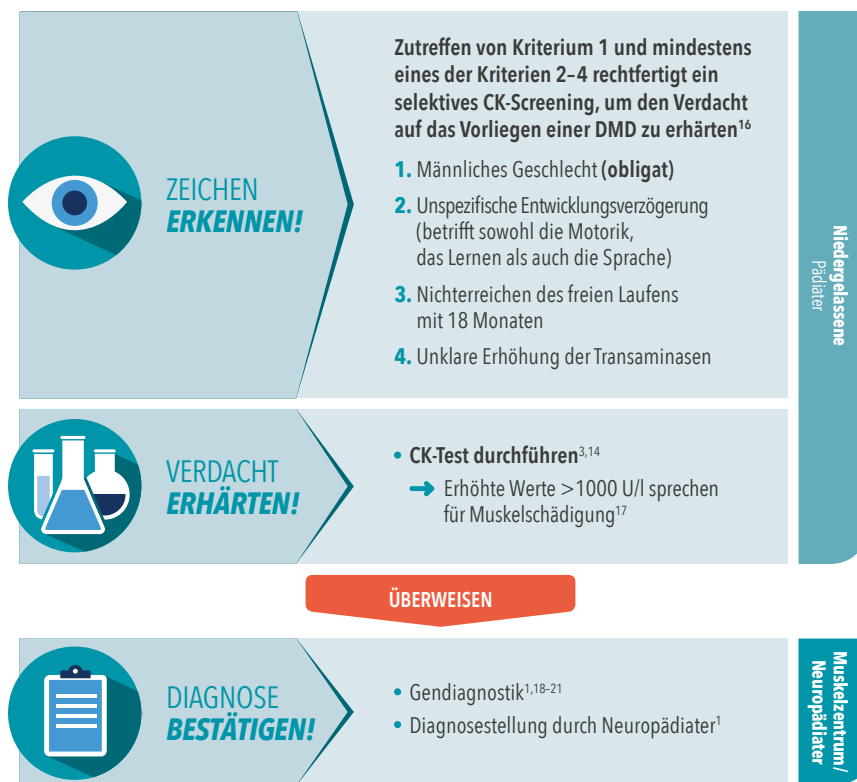 Zutreffen von Kriterium 1 und mindestens
eines der Kriterien 2–4 rechtfertigt ein
selektives CK-Screening, um den Verdacht
auf das Vorliegen einer DMD zu erhärten16
ZEICHEN
ERKENNEN!
1. Männliches Geschlecht (obligat)
2. Unspezifische Entwicklungsverzögerung
(betrifft sowohl die Motorik,
das Lernen als auch die Sprache)
3. Nichterreichen des freien Laufens
mit 18 Monaten
4. Unklare Erhöhung der Transaminasen
Niedergelassene
Pädiater
VERDACHT
ERHÄRTEN!
• CK-Test durchführen3,14
➔ Erhöhte Werte >1000 U/l sprechen
für Muskelschädigung17
ÜBERWEISEN
DIAGNOSE
BESTÄTIGEN!
• Gendiagnostik1,18–21
• Diagnosestellung durch Neuropädiater1
Muskelzentrum/
Neuropädiater